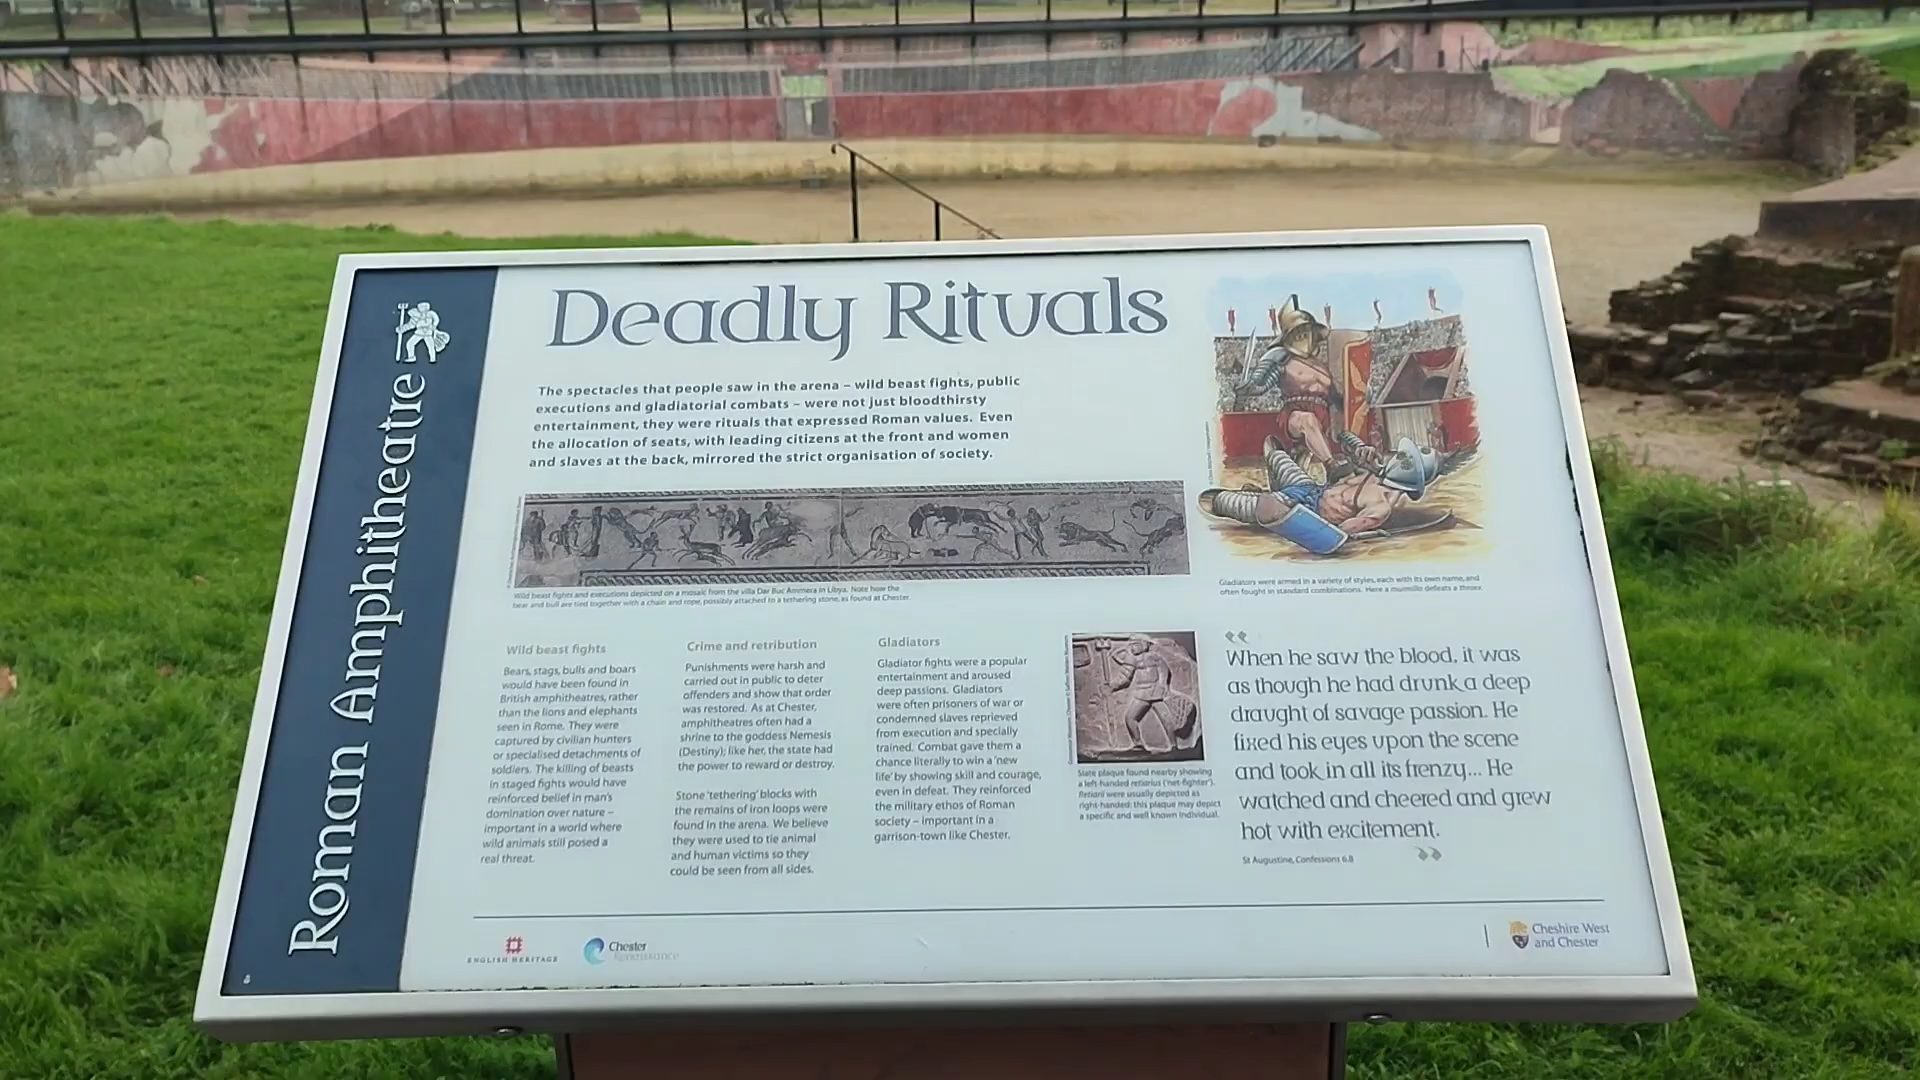 Roman Amphitheatre
Deadly Rituals
The spectacles that people saw in the arena – wild beast fights, public
executions and gladiatorial combats – were not just bloodthirsty
entertainment, they were rituals that expressed Roman values. Even
the allocation of seats, with leading citizens at the front and women
and slaves at the back, mirrored the strict organisation of society.
Wild beast fights and executions depicted on a mosaic from the villa Dar Buc Ammera in Libya. Note how the
bear and bull are tied together with a chain and rope, possibly attached to a tethering stone, as found at Chester.
Gladiators were armed in a variety of styles, each with its own name, and
often fought in standard combinations. Here a murmillo defeats a thraex.
Wild beast fights
Bears, stags, bulls and boars
would have been found in
British amphitheatres, rather
than the lions and elephants
seen in Rome. They were
captured by civilian hunters
or specialised detachments of
soldiers. The killing of beasts
in staged fights would have
reinforced belief in man's
domination over nature –
important in a world where
wild animals still posed a
real threat.
Crime and retribution
Punishments were harsh and
carried out in public to deter
offenders and show that order
was restored. As at Chester,
amphitheatres often had a
shrine to the goddess Nemesis
(Destiny); like her, the state had
the power to reward or destroy.
Stone 'tethering' blocks with
the remains of iron loops were
found in the arena. We believe
they were used to tie animal
and human victims so they
could be seen from all sides.
Gladiators
Gladiator fights were a popular
entertainment and aroused
deep passions. Gladiators
were often prisoners of war or
condemned slaves reprieved
from execution and specially
trained. Combat gave them a
chance literally to win a 'new
life' by showing skill and courage,
even in defeat. They reinforced
the military ethos of Roman
society – important in a
garrison-town like Chester.
Slate plaque found nearby showing
a left-handed retiarius ('net-fighter').
Retiarii were usually depicted as
right-handed; this plaque may depict
a specific and well known individual.
“
When he saw the blood, it was
as though he had drunk a deep
draught of savage passion. He
fixed his eyes upon the scene
and took in all its frenzy... He
watched and cheered and grew
hot with excitement.
”
St Augustine, Confessions 6.8
ENGLISH HERITAGE
Chester
Renaissance
Cheshire West
and Chester